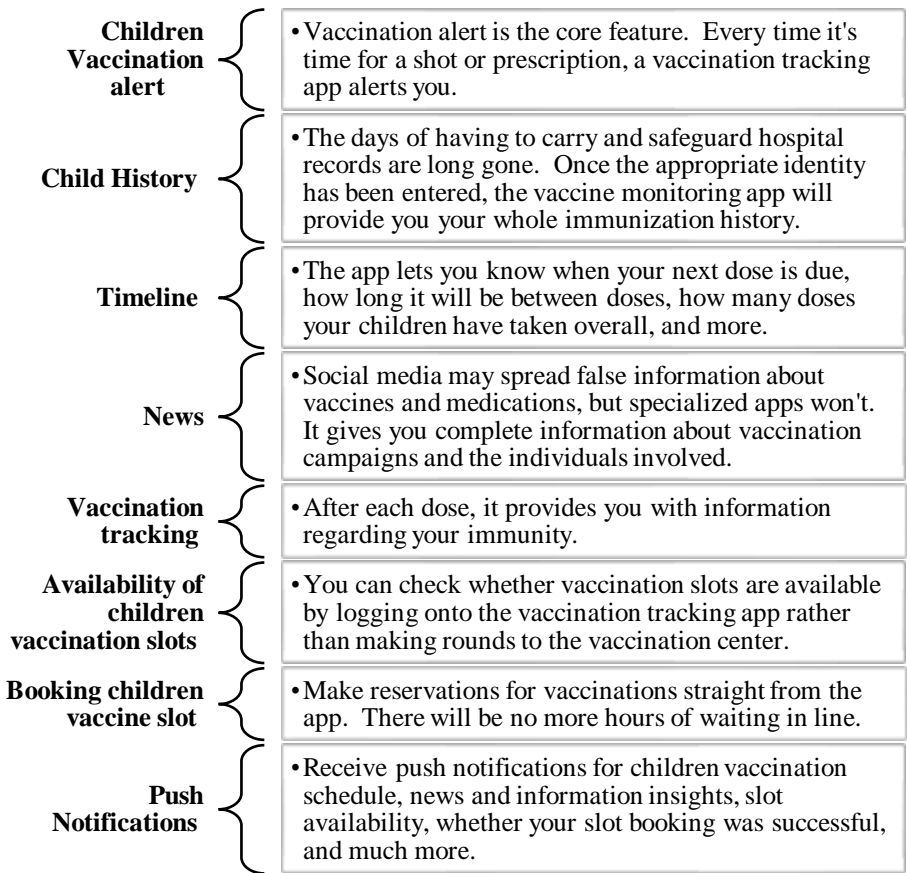 Children
Vaccination
alert
•Vaccination alert is the core feature.  Every time it's
time for a shot or prescription, a vaccination tracking
app alerts you.
Child History
•The days of having to carry and safeguard hospital
records are long gone.  Once the appropriate identity
has been entered, the vaccine monitoring app will
provide you your whole immunization history.
Timeline
•The app lets you know when your next dose is due,
how long it will be between doses, how many doses
your children have taken overall, and more.
News
•Social media may spread false information about
vaccines and medications, but specialized apps won't.
It gives you complete information about vaccination
campaigns and the individuals involved.
Vaccination
tracking
•After each dose, it provides you with information
regarding your immunity.
Availability of
children
vaccination slots
•You can check whether vaccination slots are available
by logging onto the vaccination tracking app rather
than making rounds to the vaccination center.
Booking children
vaccine slot
•Make reservations for vaccinations straight from the
app.  There will be no more hours of waiting in line.
Push
Notifications
•Receive push notifications for children vaccination
schedule, news and information insights, slot
availability, whether your slot booking was successful,
and much more.